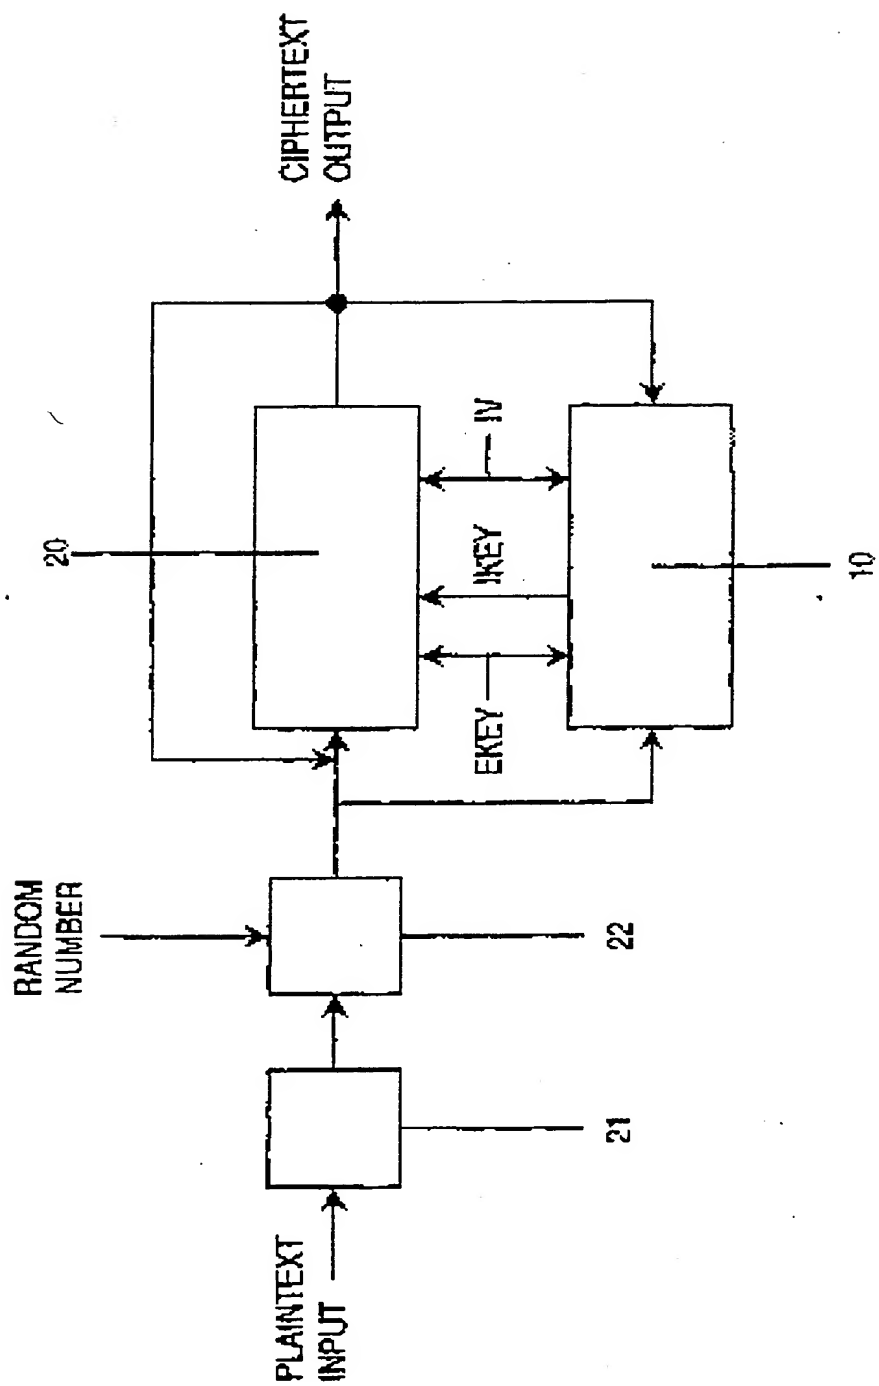 RANDOM
NUMBER
20
CIPHERTEXT
OUTPUT
PLAINTEXT
INPUT
EKEY
IKEY
IV
21
22
10